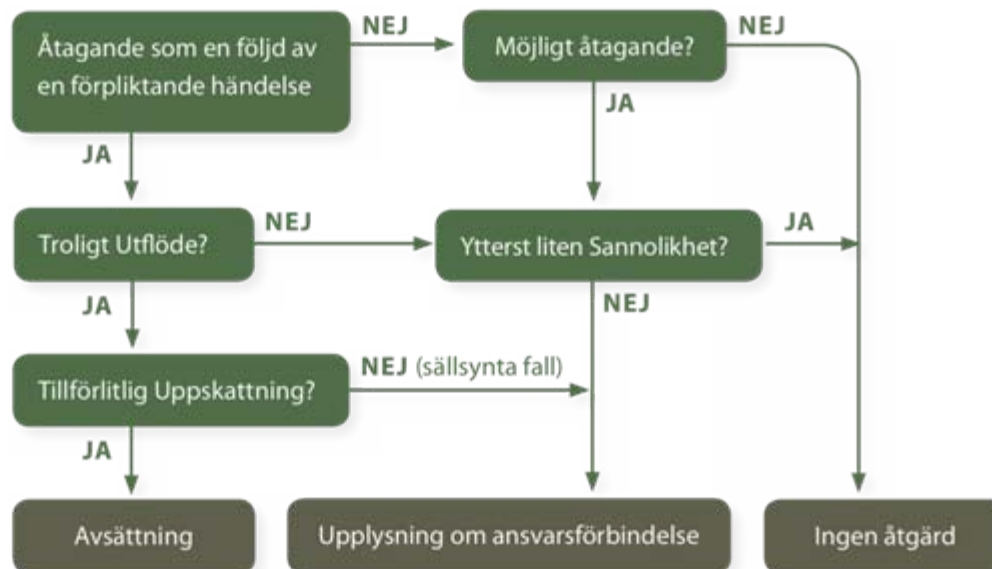 Åtagande som en följd av
en förpliktande händelse
NEJ
Möjligt åtagande?
NEJ
JA
JA
Troligt Utflöde?
NEJ
Ytterst liten Sannolikhet?
JA
JA
NEJ
Tillförlitlig Uppskattning?
NEJ (sällsynta fall)
JA
Avsättning
Upplysning om ansvarsförbindelse
Ingen åtgärd